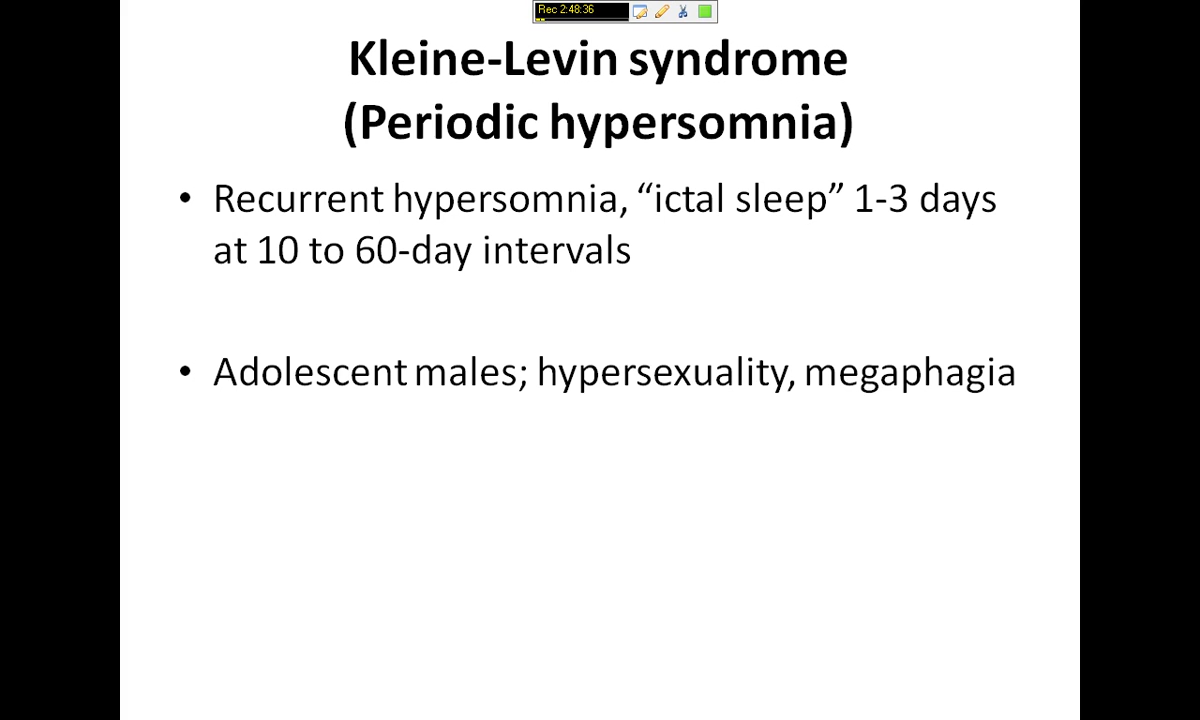 Rec 2:48:36
Kleine-Levin syndrome
(Periodic hypersomnia)
• Recurrent hypersomnia, “ictal sleep” 1-3 days
at 10 to 60-day intervals
• Adolescent males; hypersexuality, megaphagia